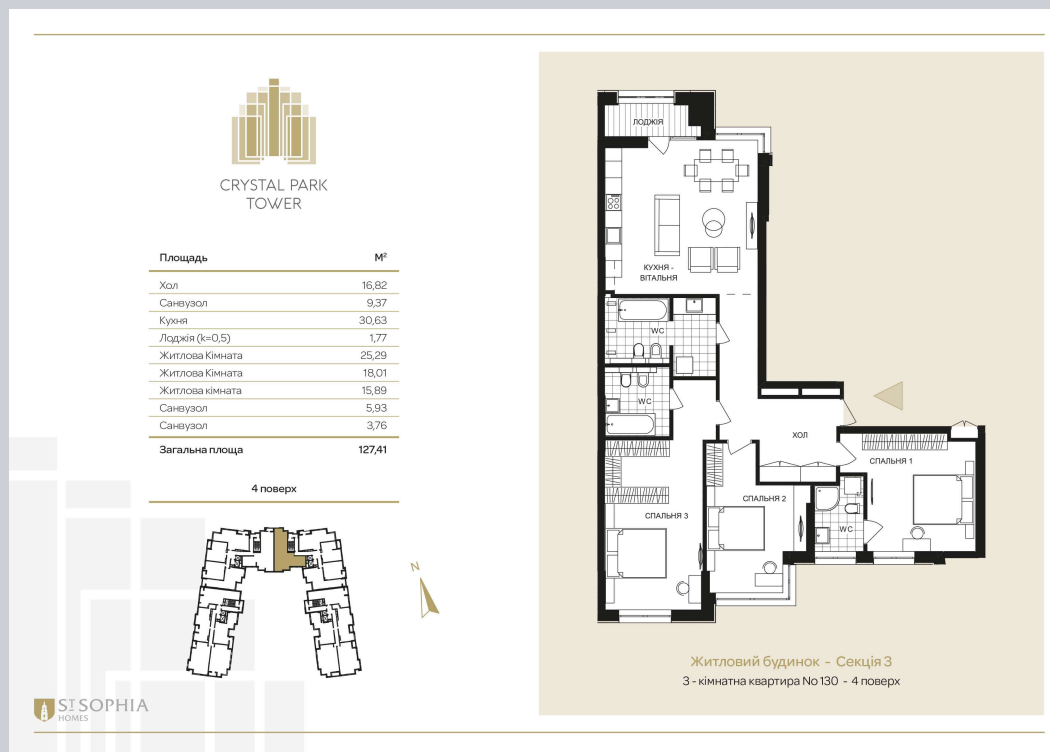 CRYSTAL PARK
TOWER
Площадь М²
Хол 16,82
Санвузол 9,37
Кухня 30,63
Лоджія (k=0,5) 1,77
Житлова Кімната 25,29
Житлова Кімната 18,01
Житлова кімната 15,89
Санвузол 5,93
Санвузол 3,76
Загальна площа 127,41
4 поверх
N
ST SOPHIA
HOMES
ЛОДЖІЯ
КУХНЯ -
ВІТАЛЬНЯ
WC
WC
ХОЛ
СПАЛЬНЯ 1
СПАЛЬНЯ 2
СПАЛЬНЯ 3
WC
Житловий будинок - Секція 3
3 - кімнатна квартира No 130 - 4 поверх